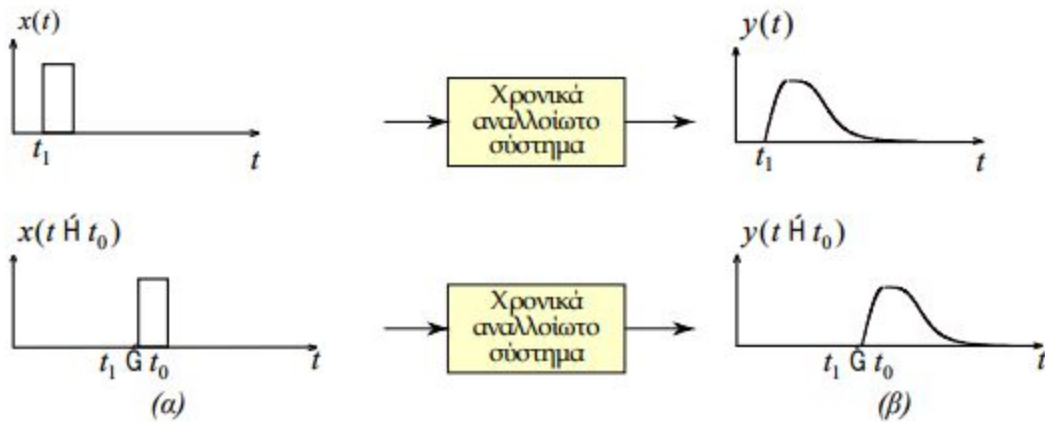 x(t)
y(t)
Χρονικά
αναλλοίωτο
σύστημα
t₁
t
t₁
t
x(t Ή t₀)
y(t Ή t₀)
Χρονικά
αναλλοίωτο
σύστημα
t₁ G t₀
t
t₁ G t₀
t
(α)
(β)